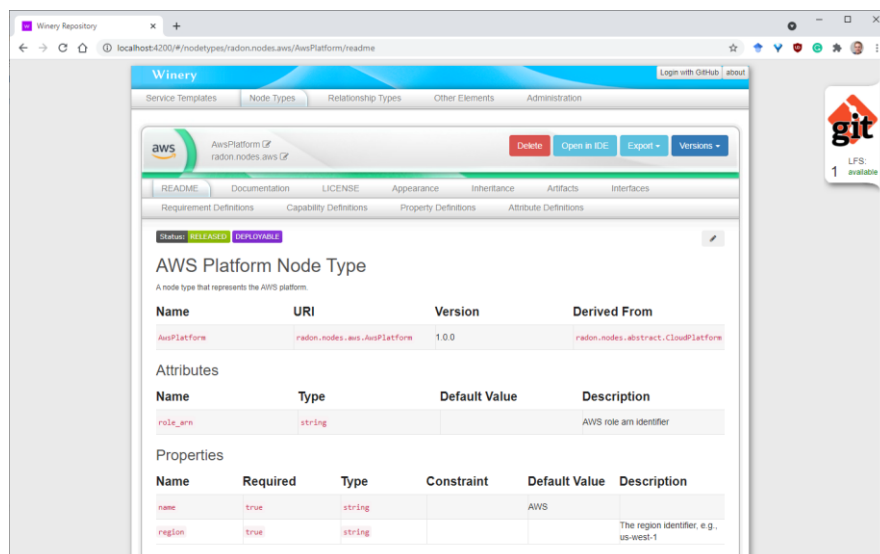 Winery Repository
localhost:4200/#/nodetypes/radon.nodes.aws/AwsPlatform/readme
Winery
Login with GitHub about
Service Templates Node Types Relationship Types Other Elements Administration
git
LFS:
1 available
aws
AwsPlatform
radon.nodes.aws
Delete Open in IDE Export Versions
README Documentation LICENSE Appearance Inheritance Artifacts Interfaces
Requirement Definitions Capability Definitions Property Definitions Attribute Definitions
Status: RELEASED DEPLOYABLE
AWS Platform Node Type
A node type that represents the AWS platform.
Name URI Version Derived From
AwsPlatform radon.nodes.aws.AwsPlatform 1.0.0 radon.nodes.abstract.CloudPlatform
Attributes
Name Type Default Value Description
role_arn string AWS role arn identifier
Properties
Name Required Type Constraint Default Value Description
name true string AWS
region true string The region identifier, e.g.,
us-west-1